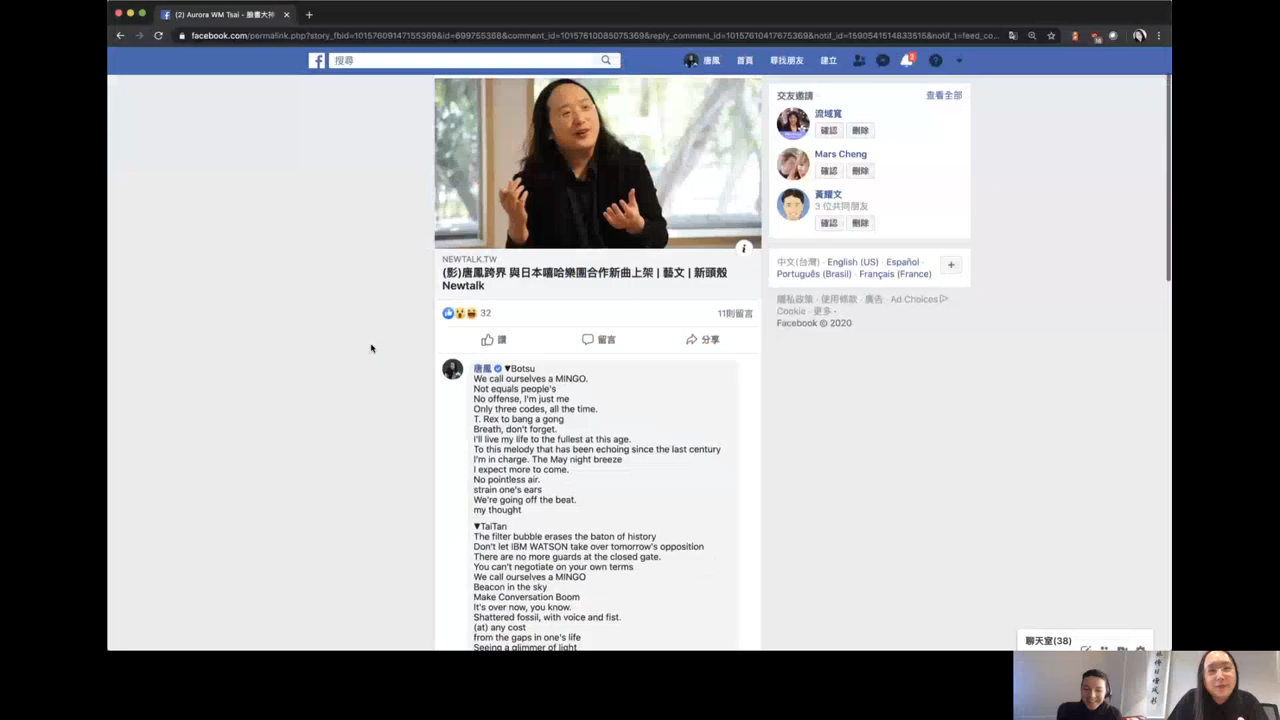 (2) Aurora WM Tsai - 臉書大抄
facebook.com/permalink.php?story_fbid=10157609147155369&id=699755368&comment_id=10157610085075369&reply_comment_id=10157610417675369&notif_id=1590541514833515&notif_t=feed_co...
搜尋
唐鳳
首頁
尋找朋友
建立
2
交友邀請
查看全部
流域寬
確認
刪除
Mars Cheng
確認
刪除
黃耀文
3 位共同朋友
確認
刪除
中文(台灣) · English (US) · Español ·
Português (Brasil) · Français (France)
隱私政策 · 使用條款 · 廣告 · Ad Choices
Cookie · 更多 ·
Facebook © 2020
NEWTALK.TW
(影)唐鳳跨界 與日本嘻哈樂團合作新曲上架 | 藝文 | 新頭殼
Newtalk
32
11則留言
讚
留言
分享
唐鳳 ▼Botsu
We call ourselves a MINGO.
Not equals people's
No offense, I'm just me
Only three codes, all the time.
T. Rex to bang a gong
Breath, don't forget.
I'll live my life to the fullest at this age.
To this melody that has been echoing since the last century
I'm in charge. The May night breeze
I expect more to come.
No pointless air.
strain one's ears
We're going off the beat.
my thought
▼TaiTan
The filter bubble erases the baton of history
Don't let IBM WATSON take over tomorrow's opposition
There are no more guards at the closed gate.
You can't negotiate on your own terms
We call ourselves a MINGO
Beacon in the sky
Make Conversation Boom
It's over now, you know.
Shattered fossil, with voice and fist.
(at) any cost
from the gaps in one's life
Seeing a glimmer of light
聊天室(38)